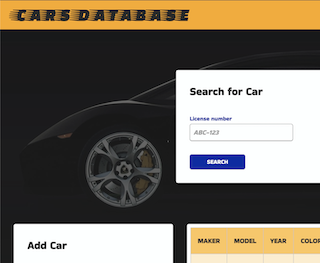 CARS DATABASE
Search for Car
License number
ABC-123
SEARCH
Add Car
MAKER MODEL YEAR COLOR